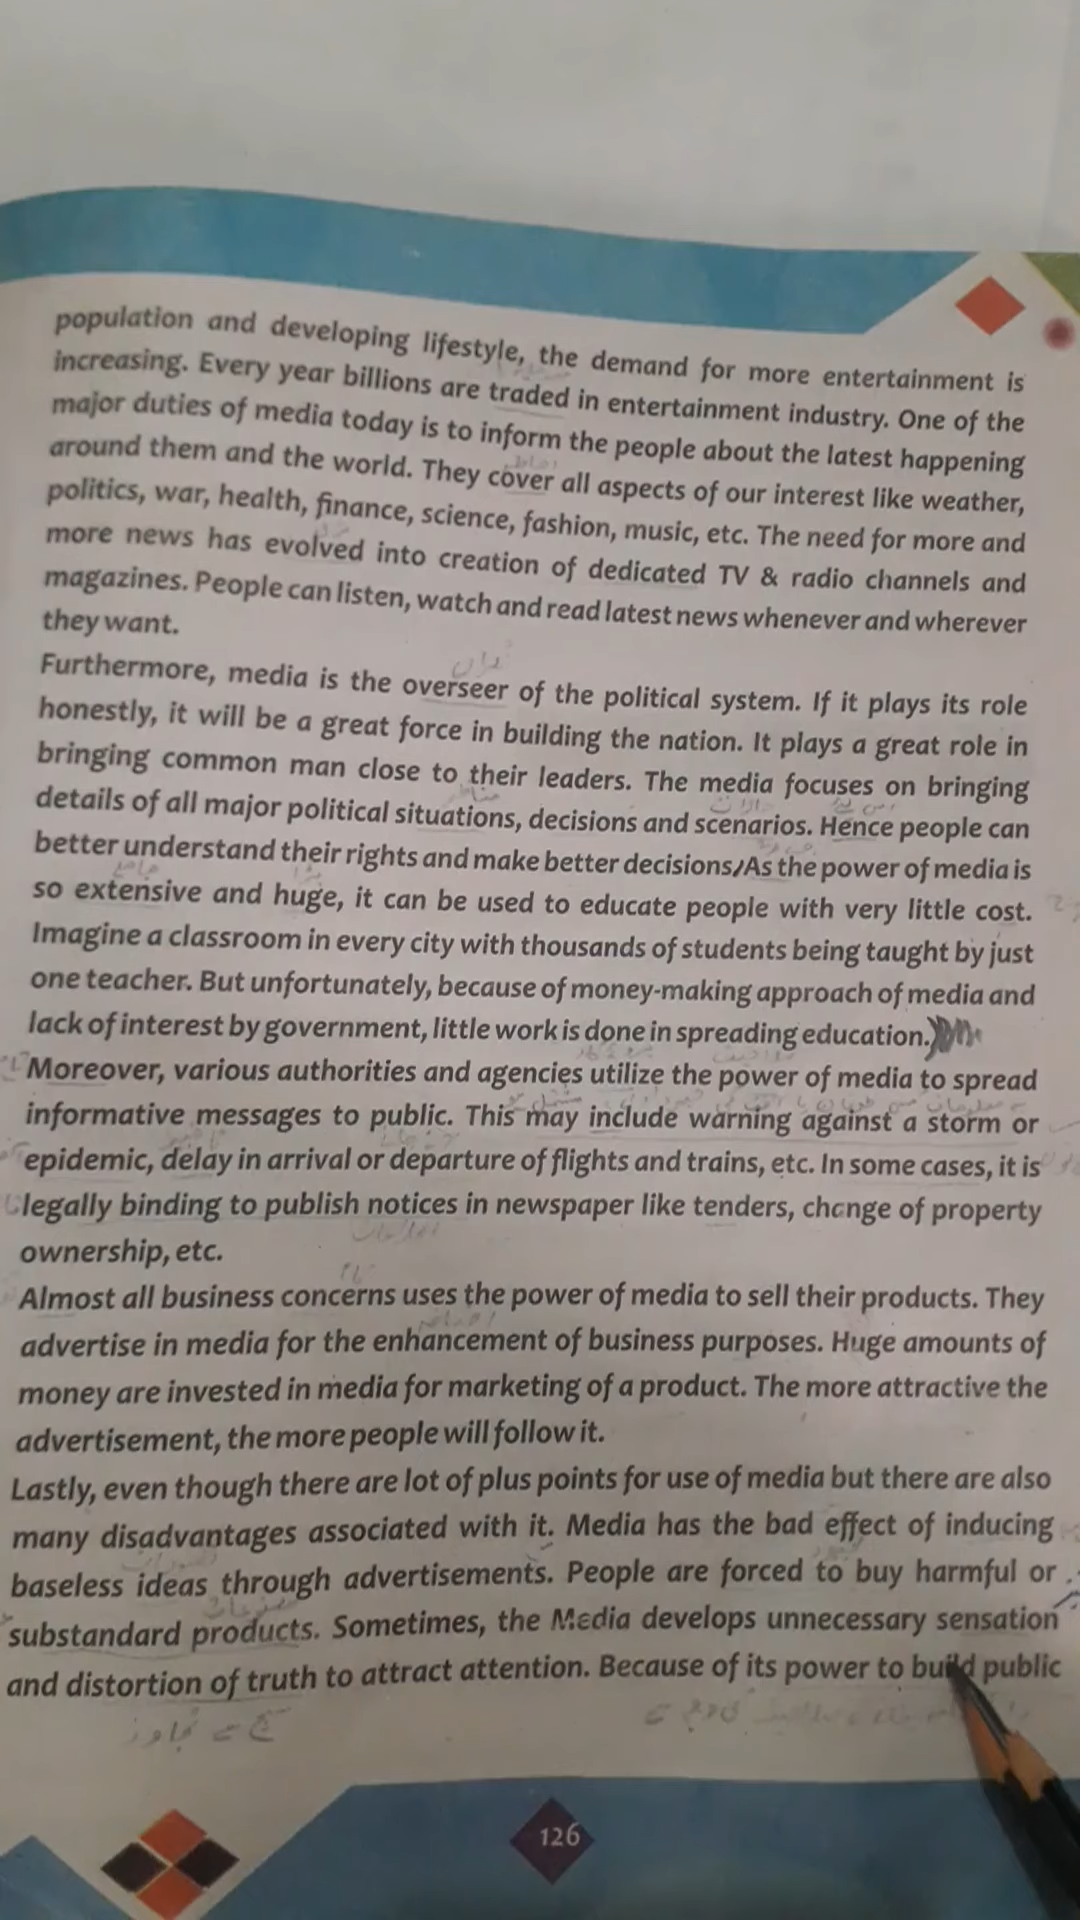 population and developing lifestyle, the demand for more entertainment is
increasing. Every year billions are traded in entertainment industry. One of the
major duties of media today is to inform the people about the latest happening
around them and the world. They cover all aspects of our interest like weather,
politics, war, health, finance, science, fashion, music, etc. The need for more and
more news has evolved into creation of dedicated TV & radio channels and
magazines. People can listen, watch and read latest news whenever and wherever
they want.
Furthermore, media is the overseer of the political system. If it plays its role
honestly, it will be a great force in building the nation. It plays a great role in
bringing common man close to their leaders. The media focuses on bringing
details of all major political situations, decisions and scenarios. Hence people can
better understand their rights and make better decisions/As the power of media is
so extensive and huge, it can be used to educate people with very little cost.
Imagine a classroom in every city with thousands of students being taught by just
one teacher. But unfortunately, because of money-making approach of media and
lack of interest by government, little work is done in spreading education.
Moreover, various authorities and agencies utilize the power of media to spread
informative messages to public. This may include warning against a storm or
epidemic, delay in arrival or departure of flights and trains, etc. In some cases, it is
legally binding to publish notices in newspaper like tenders, change of property
ownership, etc.
Almost all business concerns uses the power of media to sell their products. They
advertise in media for the enhancement of business purposes. Huge amounts of
money are invested in media for marketing of a product. The more attractive the
advertisement, the more people will follow it.
Lastly, even though there are lot of plus points for use of media but there are also
many disadvantages associated with it. Media has the bad effect of inducing
baseless ideas through advertisements. People are forced to buy harmful or
substandard products. Sometimes, the Media develops unnecessary sensation
and distortion of truth to attract attention. Because of its power to build public
سچ سے تجاوز
126